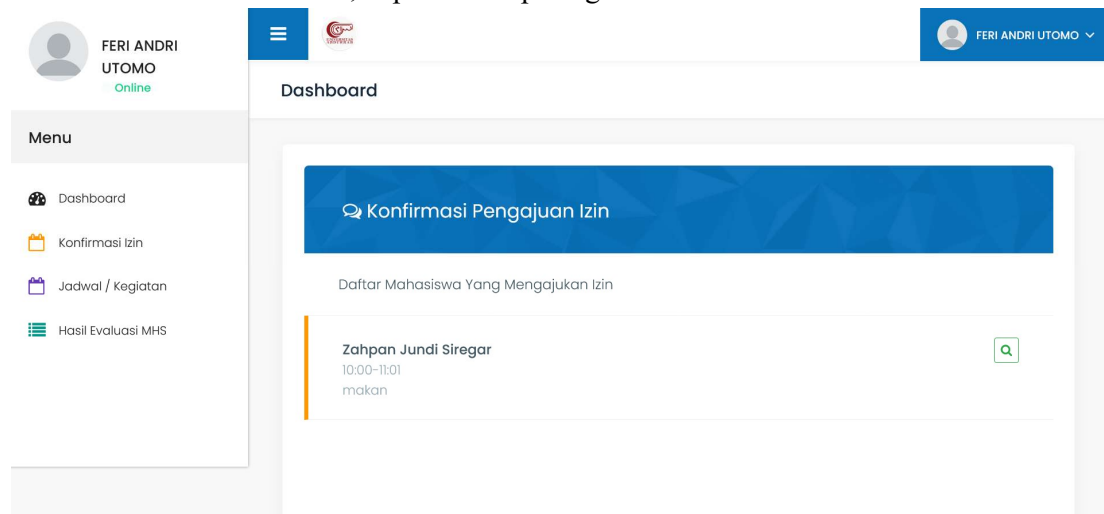 FERI ANDRI
UTOMO
Online
FERI ANDRI UTOMO
Dashboard
Menu
Dashboard
Konfirmasi Izin
Jadwal / Kegiatan
Hasil Evaluasi MHS
Konfirmasi Pengajuan Izin
Daftar Mahasiswa Yang Mengajukan Izin
Zahpan Jundi Siregar
10:00-11:01
makan